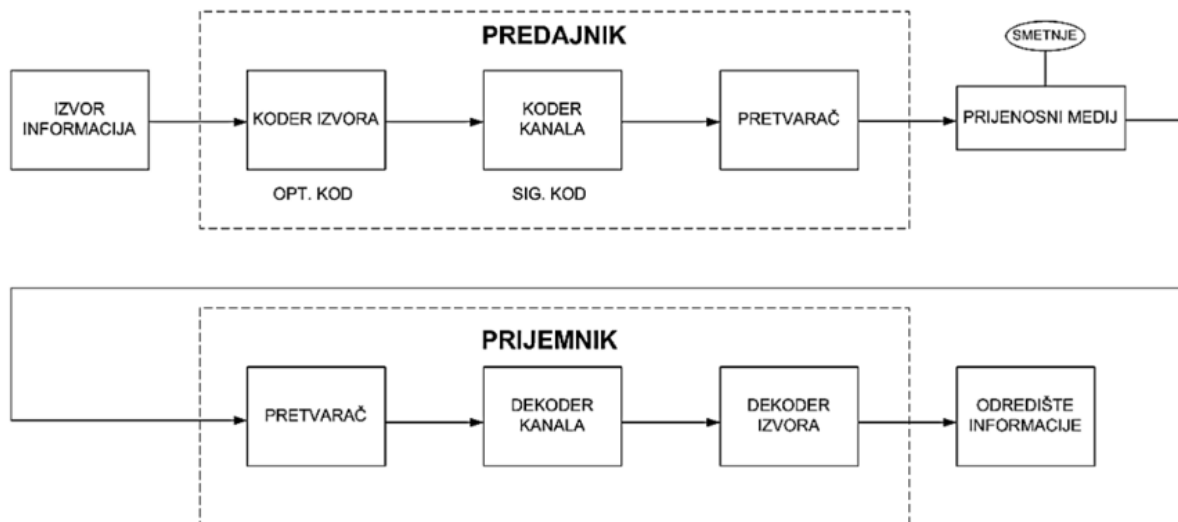 PREDAJNIK
SMETNJE
IZVOR
INFORMACIJA
KODER IZVORA
KODER
KANALA
PRETVARAČ
PRIJENOSNI MEDIJ
OPT. KOD
SIG. KOD
PRIJEMNIK
PRETVARAČ
DEKODER
KANALA
DEKODER
IZVORA
ODREDIŠTE
INFORMACIJE